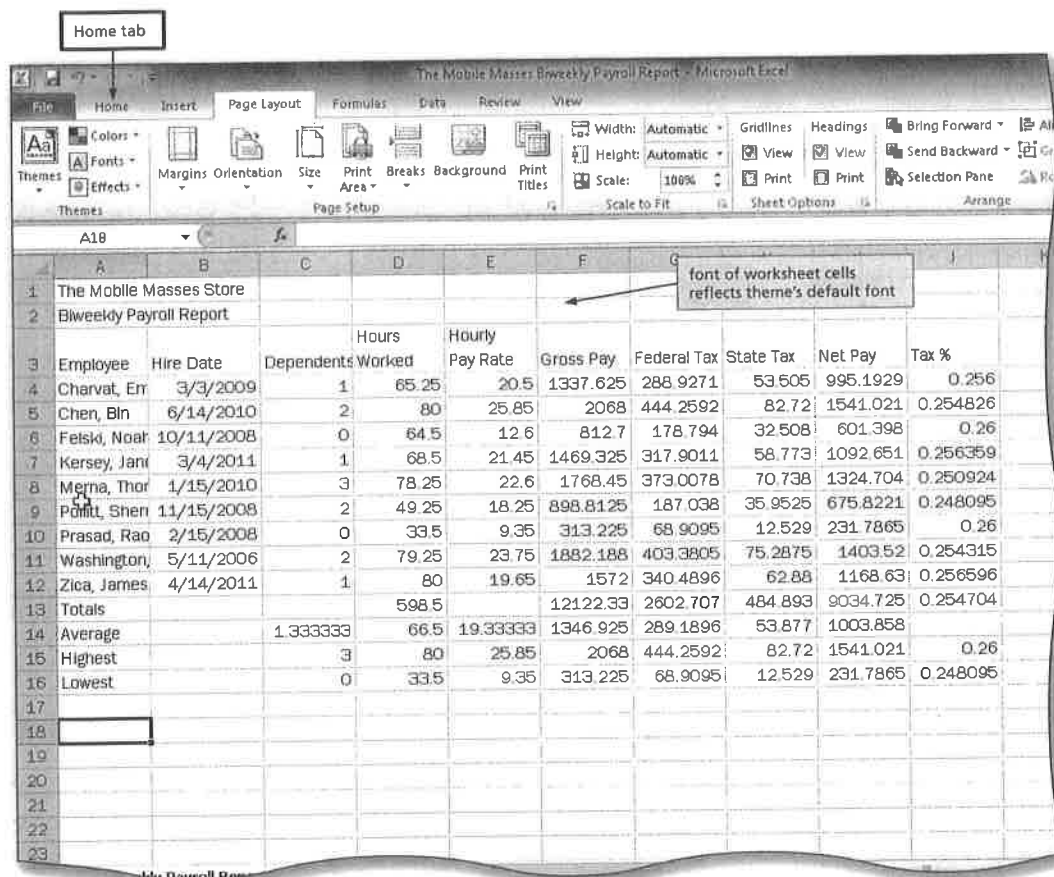 Home tab
The Mobile Masses Biweekly Payroll Report - Microsoft Excel
File Home Insert Page Layout Formulas Data Review View
Aa Colors Margins Orientation Size Print Area Breaks Background Print Titles Width: Automatic Gridlines Headings Bring Forward
Themes A Fonts Height: Automatic View View Send Backward
Effects Scale: 100% Print Print Selection Pane
Themes Page Setup Scale to Fit Sheet Options Arrange
A18 fx
A B C D E F G J
font of worksheet cells
reflects theme's default font
1 The Mobile Masses Store
2 Biweekly Payroll Report
Hours Hourly
3 Employee Hire Date Dependents Worked Pay Rate Gross Pay Federal Tax State Tax Net Pay Tax %
4 Charvat, Em 3/3/2009 1 65.25 20.5 1337.625 288.9271 53.505 995.1929 0.256
5 Chen, Bin 6/14/2010 2 80 25.85 2068 444.2592 82.72 1541.021 0.254826
6 Felski, Noah 10/11/2008 0 64.5 12.6 812.7 178.794 32.508 601.398 0.26
7 Kersey, Jane 3/4/2011 1 68.5 21.45 1469.325 317.9011 58.773 1092.651 0.256359
8 Merna, Thor 1/15/2010 3 78.25 22.6 1768.45 373.0078 70.738 1324.704 0.250924
9 Pollitt, Sherr 11/15/2008 2 49.25 18.25 898.8125 187.038 35.9525 675.8221 0.248095
10 Prasad, Rao 2/15/2008 0 33.5 9.35 313.225 68.9095 12.529 231.7865 0.26
11 Washington, 5/11/2006 2 79.25 23.75 1882.188 403.3805 75.2875 1403.52 0.254315
12 Zica, James 4/14/2011 1 80 19.65 1572 340.4896 62.88 1168.63 0.256596
13 Totals 598.5 12122.33 2602.707 484.893 9034.725 0.254704
14 Average 1.333333 66.5 19.33333 1346.925 289.1896 53.877 1003.858
15 Highest 3 80 25.85 2068 444.2592 82.72 1541.021 0.26
16 Lowest 0 33.5 9.35 313.225 68.9095 12.529 231.7865 0.248095
17
18
19
20
21
22
23